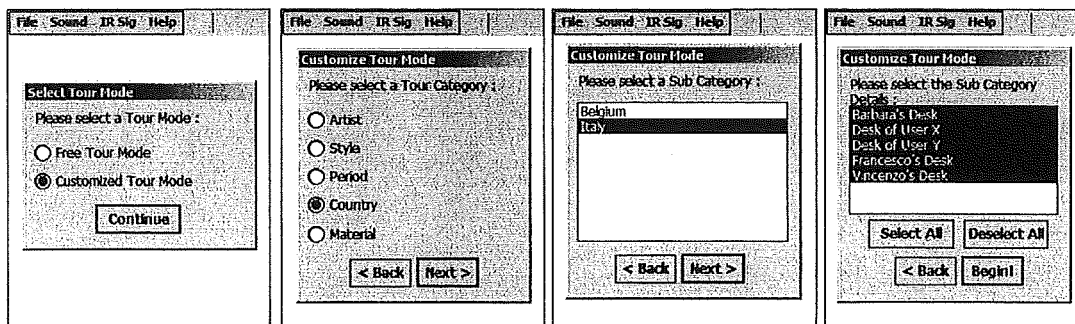 File Sound IR Sig Help
Select Tour Mode
Please select a Tour Mode :
Free Tour Mode
Customized Tour Mode
Continue
File Sound IR Sig Help
Customize Tour Mode
Please select a Tour Category :
Artist
Style
Period
Country
Material
< Back Next >
File Sound IR Sig Help
Customize Tour Mode
Please select a Sub Category :
Belgium
Italy
< Back Next >
File Sound IR Sig Help
Customize Tour Mode
Please select the Sub Category
Details :
Barbara's Desk
Desk of User X
Desk of User Y
Francesco's Desk
Vincenzo's Desk
Select All Deselect All
< Back Begin!